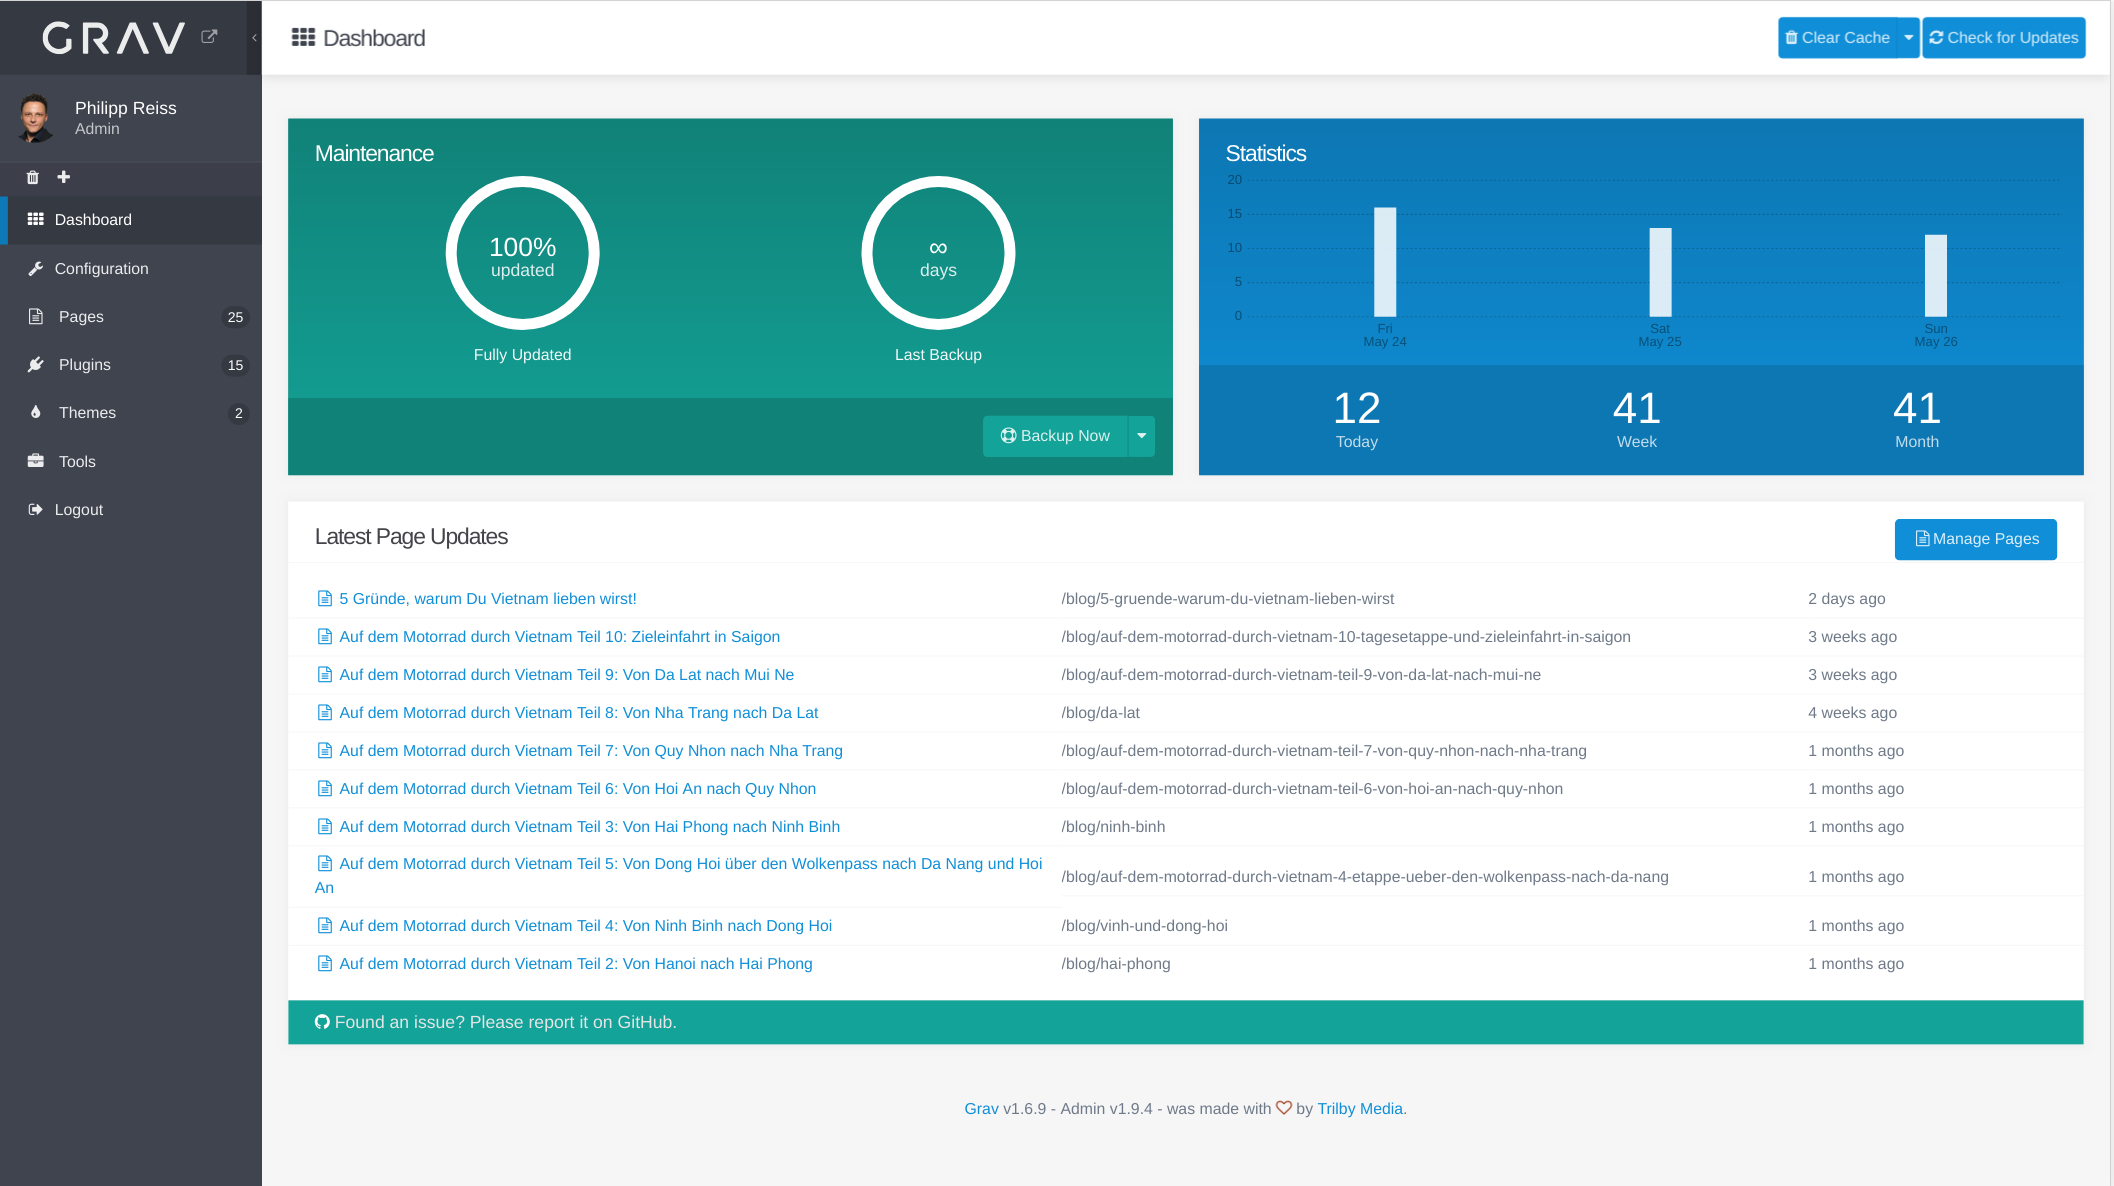 GRAV
Dashboard
Clear Cache
Check for Updates
Philipp Reiss
Admin
Dashboard
Configuration
Pages 25
Plugins 15
Themes 2
Tools
Logout
Maintenance
100%
updated
Fully Updated
∞
days
Last Backup
Backup Now
Statistics
20
15
10
5
0
Fri
May 24
Sat
May 25
Sun
May 26
12
Today
41
Week
41
Month
Latest Page Updates
Manage Pages
5 Gründe, warum Du Vietnam lieben wirst! /blog/5-gruende-warum-du-vietnam-lieben-wirst 2 days ago
Auf dem Motorrad durch Vietnam Teil 10: Zieleinfahrt in Saigon /blog/auf-dem-motorrad-durch-vietnam-10-tagesetappe-und-zieleinfahrt-in-saigon 3 weeks ago
Auf dem Motorrad durch Vietnam Teil 9: Von Da Lat nach Mui Ne /blog/auf-dem-motorrad-durch-vietnam-teil-9-von-da-lat-nach-mui-ne 3 weeks ago
Auf dem Motorrad durch Vietnam Teil 8: Von Nha Trang nach Da Lat /blog/da-lat 4 weeks ago
Auf dem Motorrad durch Vietnam Teil 7: Von Quy Nhon nach Nha Trang /blog/auf-dem-motorrad-durch-vietnam-teil-7-von-quy-nhon-nach-nha-trang 1 months ago
Auf dem Motorrad durch Vietnam Teil 6: Von Hoi An nach Quy Nhon /blog/auf-dem-motorrad-durch-vietnam-teil-6-von-hoi-an-nach-quy-nhon 1 months ago
Auf dem Motorrad durch Vietnam Teil 3: Von Hai Phong nach Ninh Binh /blog/ninh-binh 1 months ago
Auf dem Motorrad durch Vietnam Teil 5: Von Dong Hoi über den Wolkenpass nach Da Nang und Hoi
An
/blog/auf-dem-motorrad-durch-vietnam-4-etappe-ueber-den-wolkenpass-nach-da-nang 1 months ago
Auf dem Motorrad durch Vietnam Teil 4: Von Ninh Binh nach Dong Hoi /blog/vinh-und-dong-hoi 1 months ago
Auf dem Motorrad durch Vietnam Teil 2: Von Hanoi nach Hai Phong /blog/hai-phong 1 months ago
Found an issue? Please report it on GitHub.
Grav v1.6.9 - Admin v1.9.4 - was made with ♡ by Trilby Media.